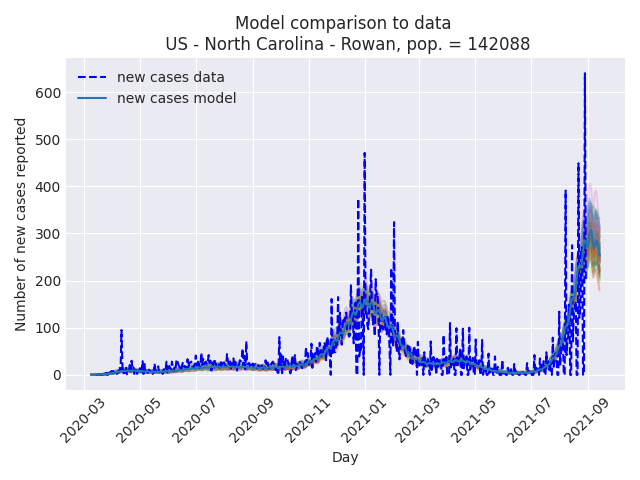 Model comparison to data
US - North Carolina - Rowan, pop. = 142088
new cases data
new cases model
Number of new cases reported
600
500
400
300
200
100
0
2020-03
2020-05
2020-07
2020-09
2020-11
2021-01
2021-03
2021-05
2021-07
2021-09
Day